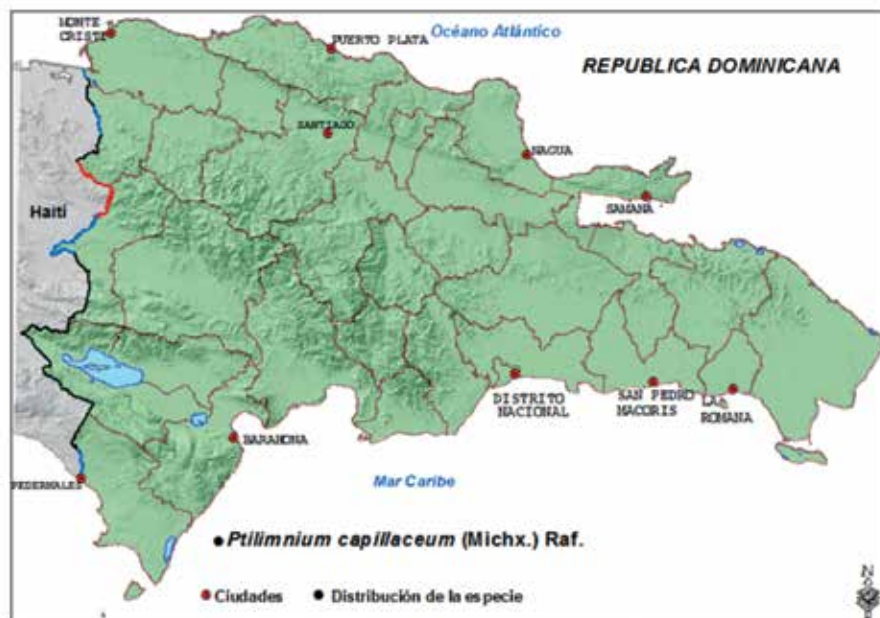 MONTE
CRISTI
PUERTO PLATA
Océano Atlántico
REPUBLICA DOMINICANA
SANTIAGO
NAGUA
SAMANA
Haití
DISTRITO
NACIONAL
SAN PEDRO
MACORIS
LA
ROMANA
BARAHONA
PEDERNALES
Mar Caribe
Ptilimnium capillaceum (Michx.) Raf.
Ciudades
Distribución de la especie
N